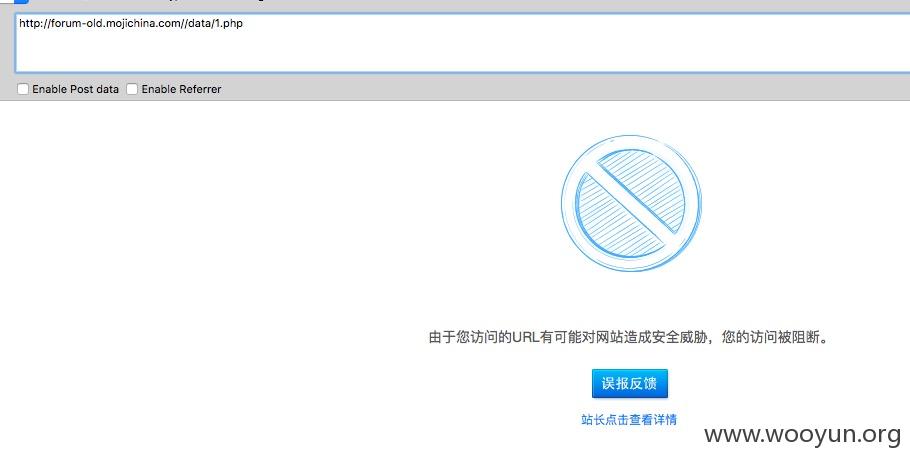 http://forum-old.mojichina.com//data/1.php
Enable Post data Enable Referrer
由于您访问的URL有可能对网站造成安全威胁，您的访问被阻断。
误报反馈
站长点击查看详情
www.wooyun.org